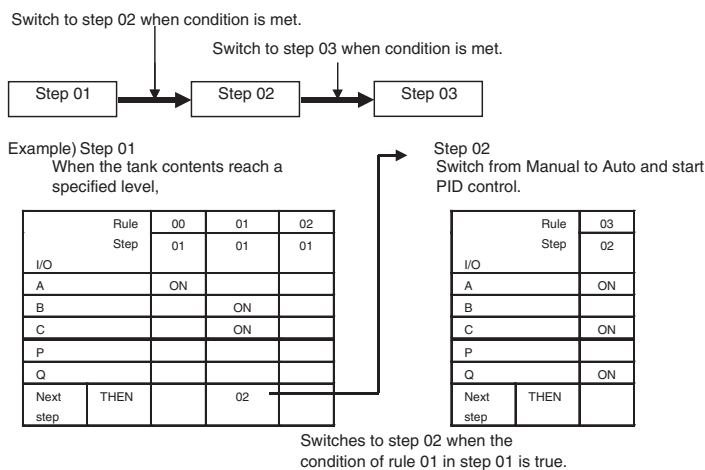 Switch to step 02 when condition is met.
Switch to step 03 when condition is met.
Step 01 Step 02 Step 03
Example) Step 01
When the tank contents reach a
specified level,
Rule 00 01 02
Step 01 01 01
I/O
A ON
B ON
C ON
P
Q
Next THEN 02
step
Step 02
Switch from Manual to Auto and start
PID control.
Rule 03
Step 02
I/O
A ON
B
C ON
P
Q ON
Next THEN
step
Switches to step 02 when the
condition of rule 01 in step 01 is true.